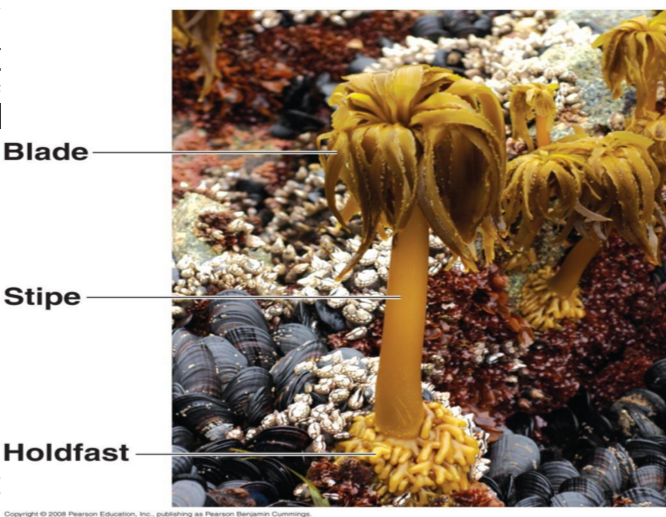 Blade
Stipe
Holdfast
Copyright © 2008 Pearson Education, Inc., publishing as Pearson Benjamin Cummings.